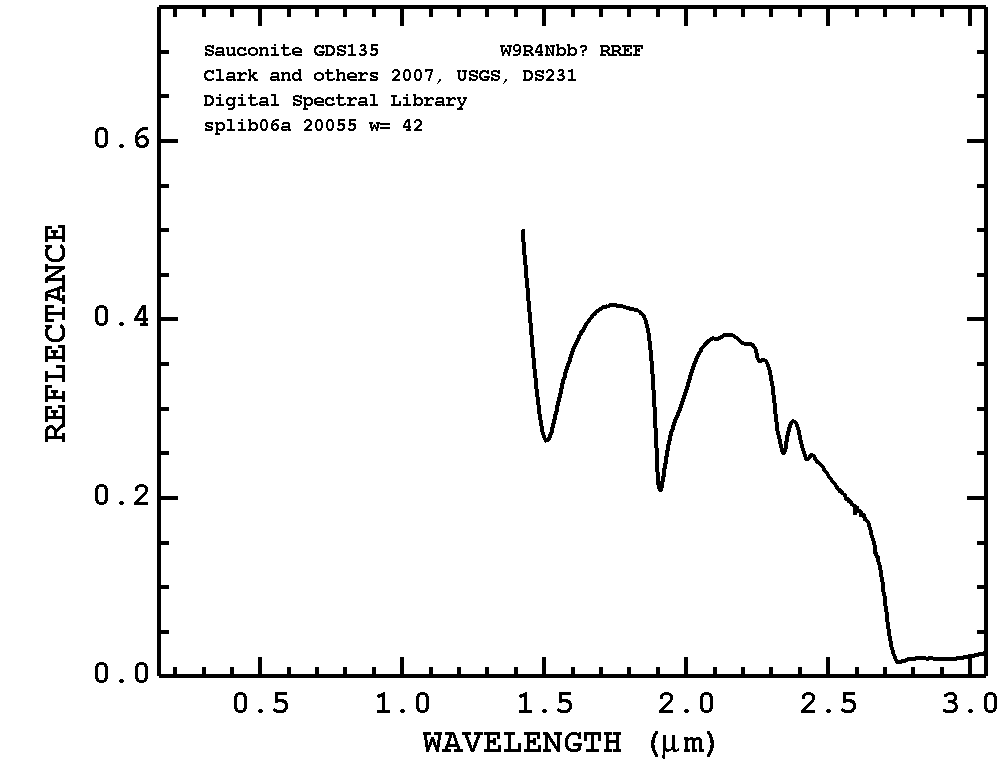 Sauconite GDS135 W9R4Nbb? RREF
Clark and others 2007, USGS, DS231
Digital Spectral Library
splib06a 20055 w= 42
0.6
0.4
0.2
0.0
REFLECTANCE
0.5 1.0 1.5 2.0 2.5 3.0
WAVELENGTH (μm)